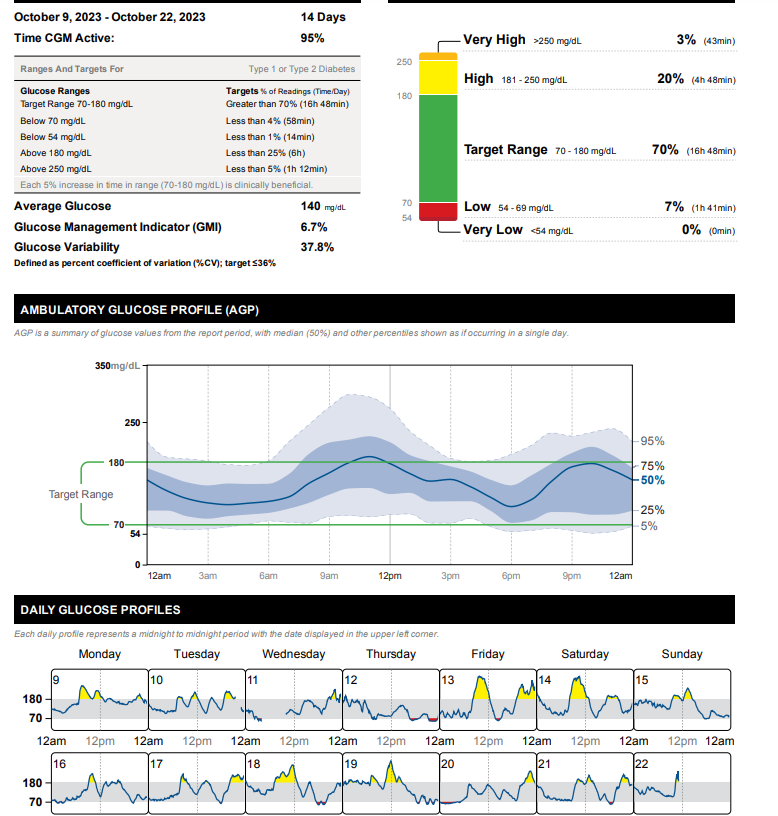 October 9, 2023 - October 22, 2023 14 Days
Time CGM Active: 95%
Ranges And Targets For Type 1 or Type 2 Diabetes
Glucose Ranges Targets % of Readings (Time/Day)
Target Range 70-180 mg/dL Greater than 70% (16h 48min)
Below 70 mg/dL Less than 4% (58min)
Below 54 mg/dL Less than 1% (14min)
Above 180 mg/dL Less than 25% (6h)
Above 250 mg/dL Less than 5% (1h 12min)
Each 5% increase in time in range (70-180 mg/dL) is clinically beneficial.
Average Glucose 140 mg/dL
Glucose Management Indicator (GMI) 6.7%
Glucose Variability 37.8%
Defined as percent coefficient of variation (%CV); target ≤36%
Very High >250 mg/dL 3% (43min)
250
High 181 - 250 mg/dL 20% (4h 48min)
180
Target Range 70 - 180 mg/dL 70% (16h 48min)
70
Low 54 - 69 mg/dL 7% (1h 41min)
54
Very Low <54 mg/dL 0% (0min)
AMBULATORY GLUCOSE PROFILE (AGP)
AGP is a summary of glucose values from the report period, with median (50%) and other percentiles shown as if occurring in a single day.
350 mg/dL
250
95%
180
75%
50%
Target Range
25%
70
5%
54
0
12am 3am 6am 9am 12pm 3pm 6pm 9pm 12am
DAILY GLUCOSE PROFILES
Each daily profile represents a midnight to midnight period with the date displayed in the upper left corner.
Monday Tuesday Wednesday Thursday Friday Saturday Sunday
9 10 11 12 13 14 15
180
70
12am 12pm 12am 12pm 12am 12pm 12am 12pm 12am 12pm 12am 12pm 12am 12pm 12am
16 17 18 19 20 21 22
180
70